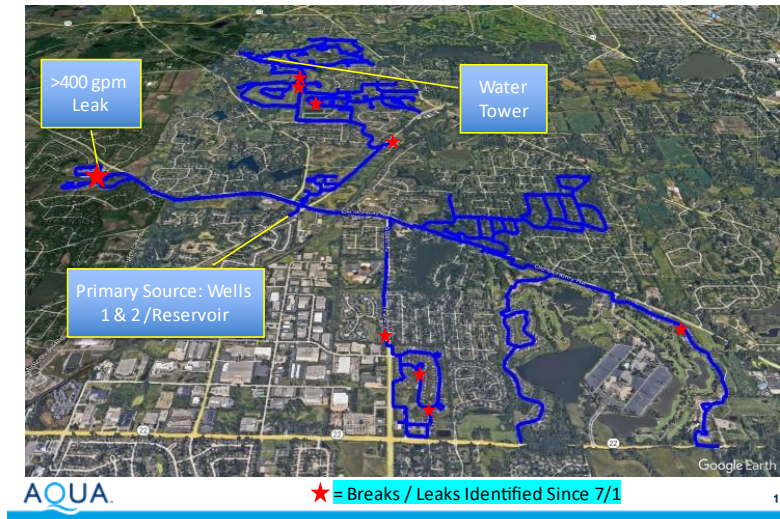 >400 gpm
Leak
Water
Tower
Primary Source: Wells
1 & 2 /Reservoir
22
22
22
Google Earth
AQUA
= Breaks / Leaks Identified Since 7/1
1